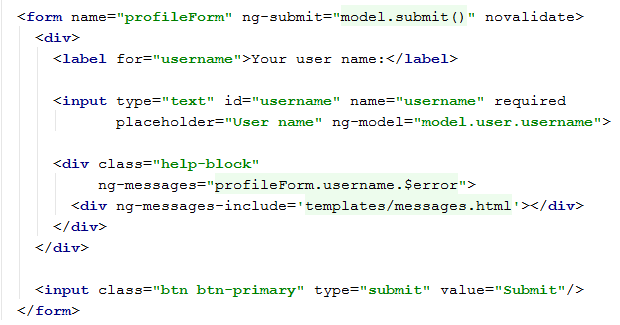 <form name="profileForm" ng-submit="model.submit()" novalidate>
<div>
<label for="username">Your user name:</label>
<input type="text" id="username" name="username" required
placeholder="User name" ng-model="model.user.username">
<div class="help-block"
ng-messages="profileForm.username.$error">
<div ng-messages-include='templates/messages.html'></div>
</div>
</div>
<input class="btn btn-primary" type="submit" value="Submit"/>
</form>